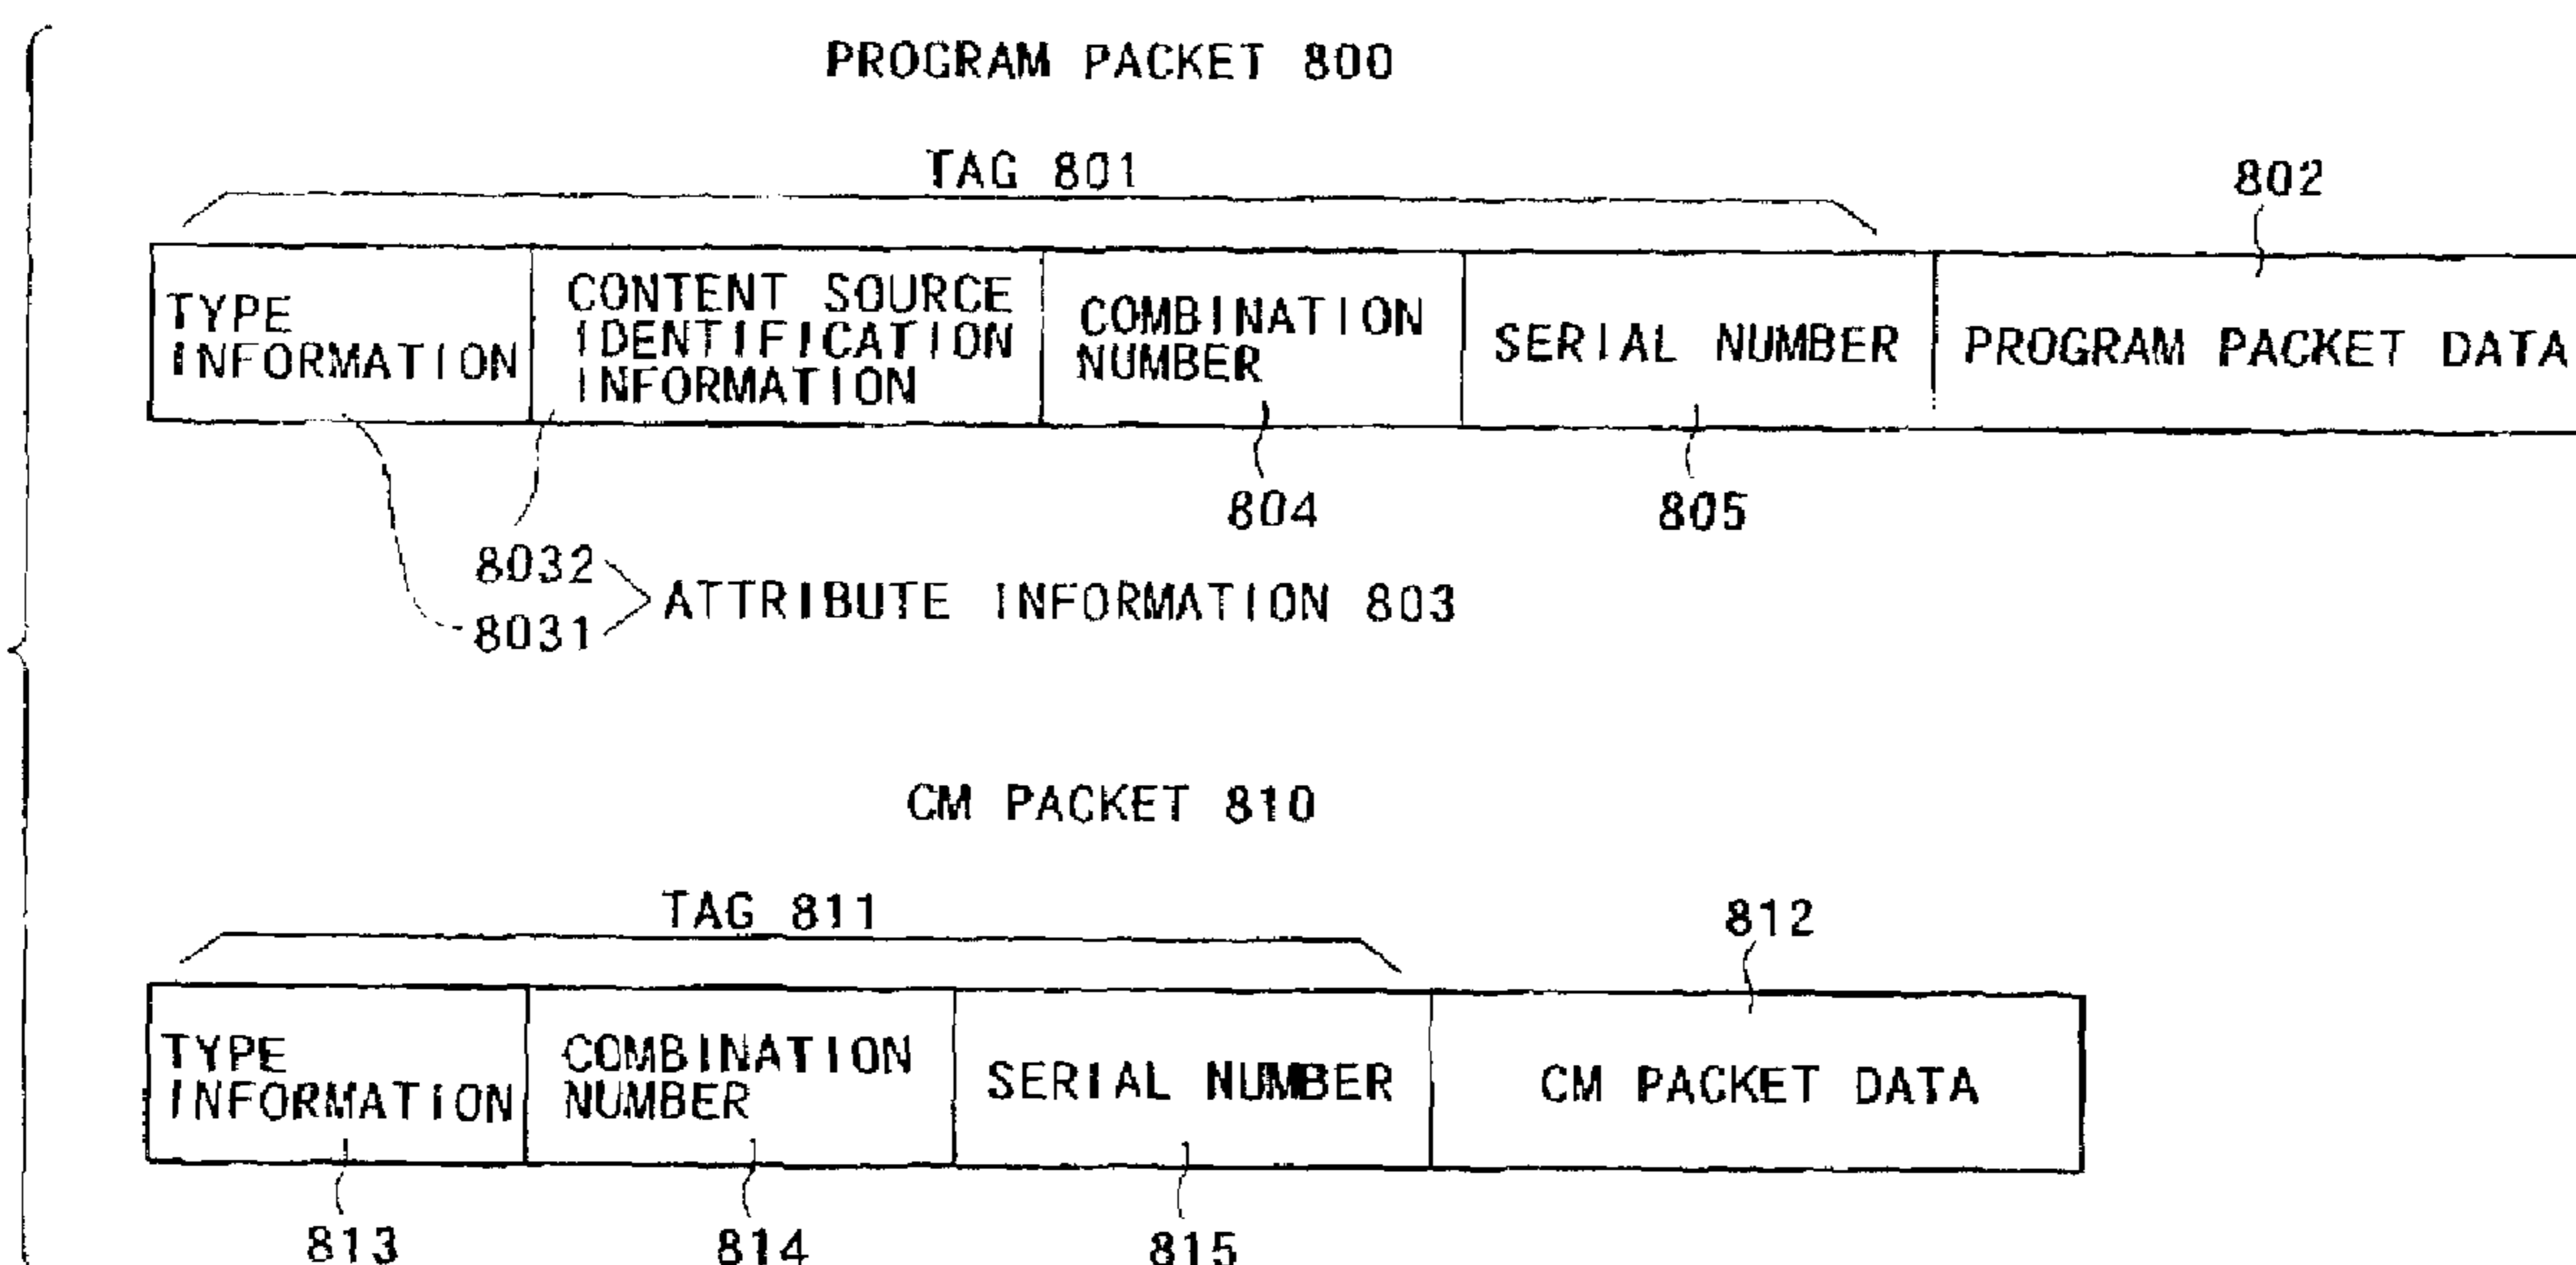 PROGRAM PACKET 800
TAG 801
802
TYPE
INFORMATION
CONTENT SOURCE
IDENTIFICATION
INFORMATION
COMBINATION
NUMBER
SERIAL NUMBER
PROGRAM PACKET DATA
804
805
8032
8031
ATTRIBUTE INFORMATION 803
CM PACKET 810
TAG 811
812
TYPE
INFORMATION
COMBINATION
NUMBER
SERIAL NUMBER
CM PACKET DATA
813
814
815